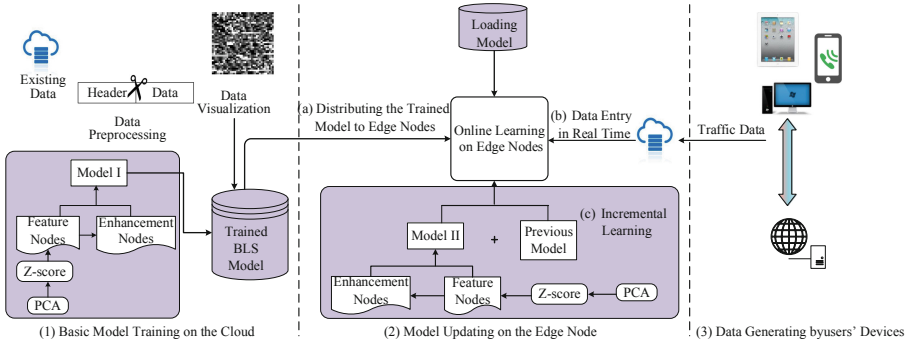 Existing
Data
Header
Data
Data
Preprocessing
Data
Visualization
Model I
Feature
Nodes
Enhancement
Nodes
Z-score
PCA
Trained
BLS
Model
(1) Basic Model Training on the Cloud
Loading
Model
(a) Distributing the Trained
Model to Edge Nodes
Online Learning
on Edge Nodes
(b) Data Entry
in Real Time
(c) Incremental
Learning
Model II
+
Previous
Model
Enhancement
Nodes
Feature
Nodes
Z-score
PCA
(2) Model Updating on the Edge Node
Traffic Data
(3) Data Generating byusers' Devices